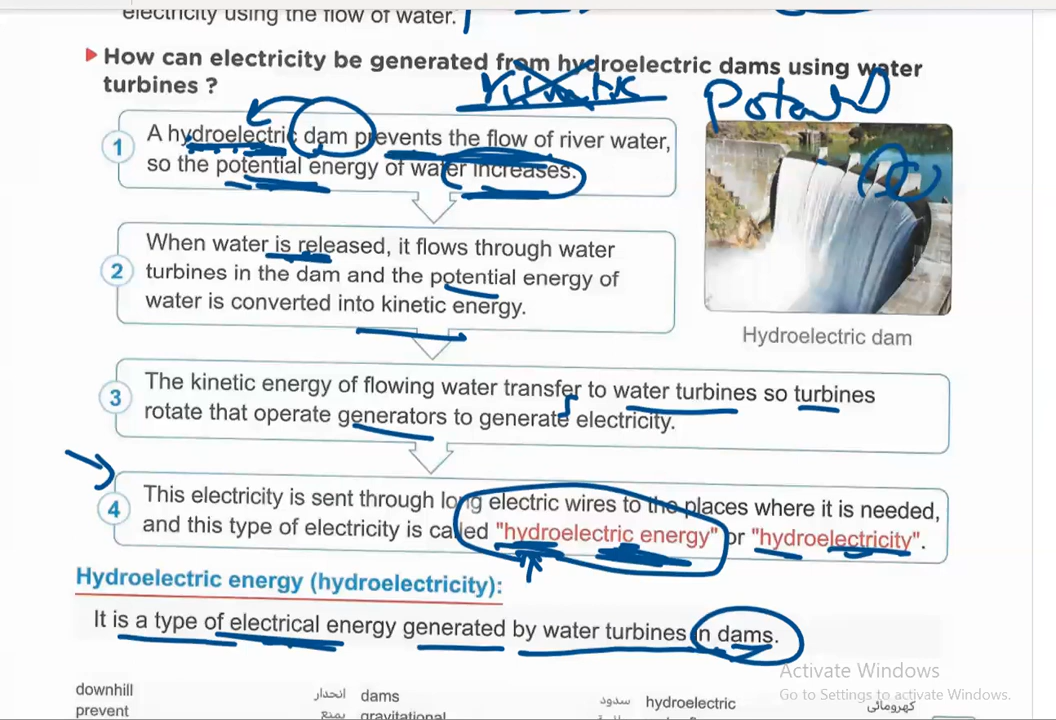 electricity using the flow of water.
How can electricity be generated from hydroelectric dams using water
turbines ?
1
A hydroelectric dam prevents the flow of river water,
so the potential energy of water increases.
2
When water is released, it flows through water
turbines in the dam and the potential energy of
water is converted into kinetic energy.
Hydroelectric dam
3
The kinetic energy of flowing water transfer s to water turbines so turbines
rotate that operate generators to generate electricity.
4
This electricity is sent through long electric wires to the places where it is needed,
and this type of electricity is called "hydroelectric energy" or "hydroelectricity".
Hydroelectric energy (hydroelectricity):
It is a type of electrical energy generated by water turbines in dams.
Activate Windows
Go to Settings to activate Windows.
downhill انحدار dams سدود hydroelectric كهرومائى
prevent يمنع gravitational